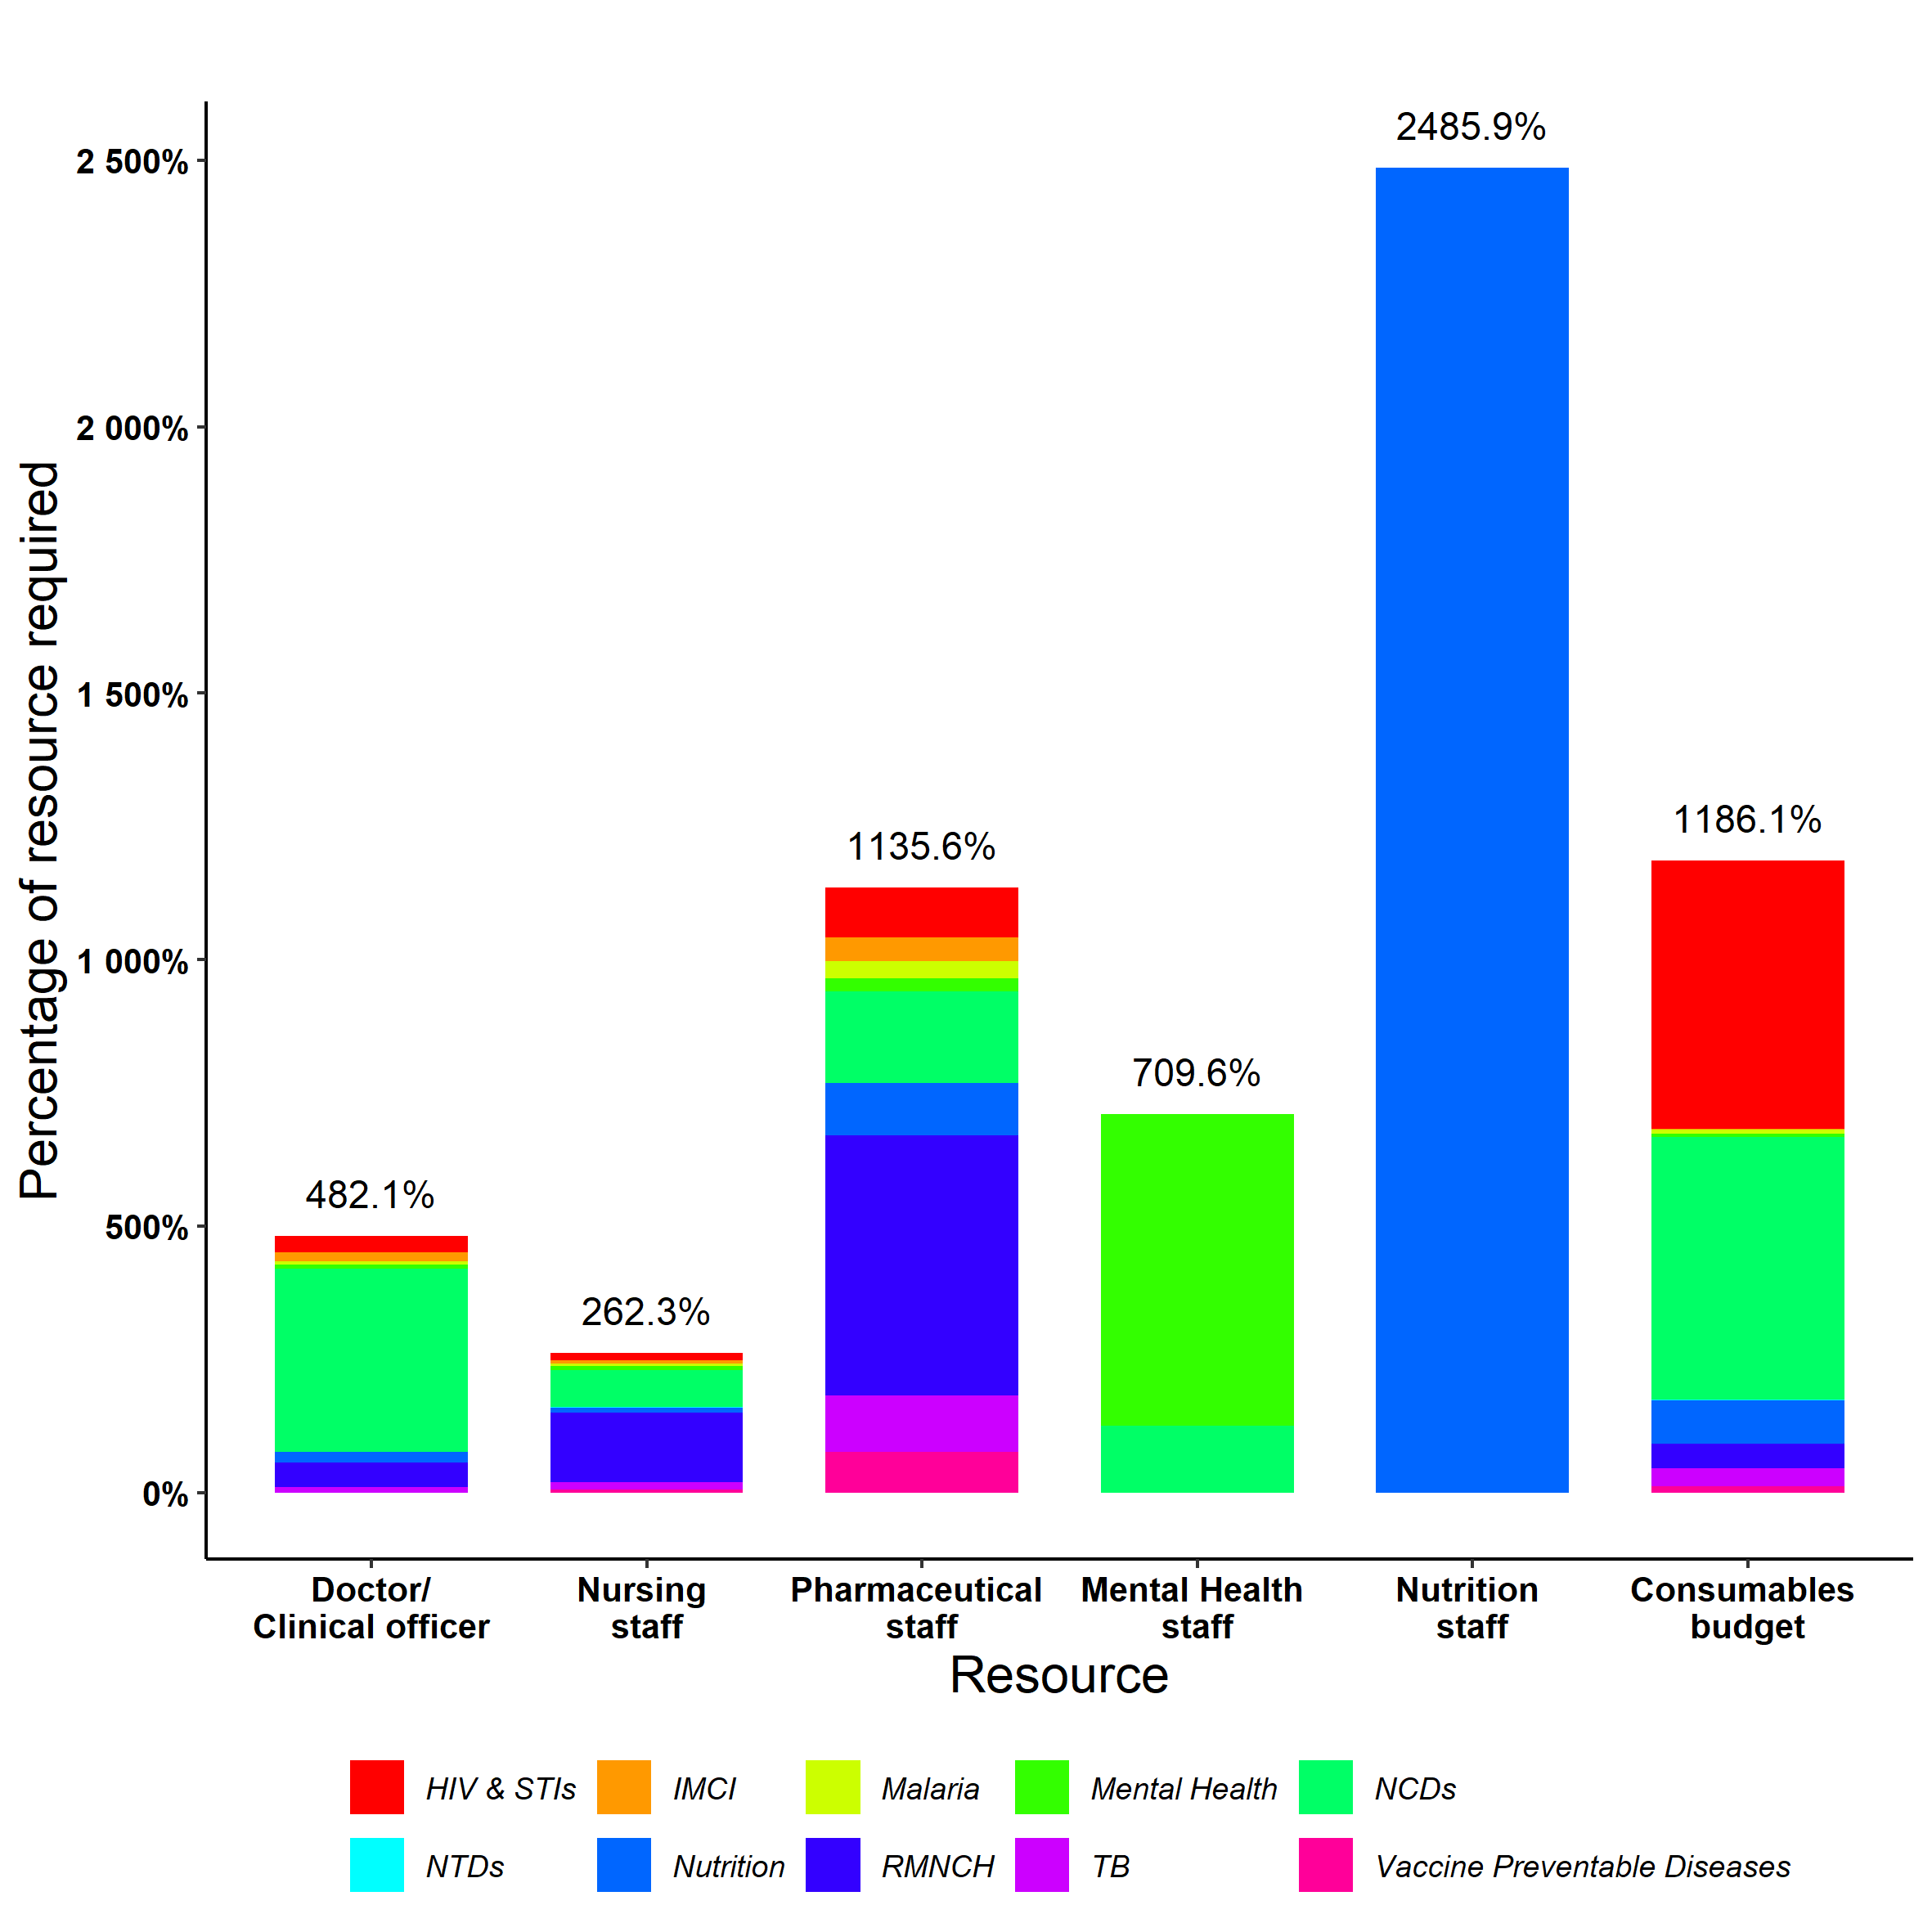 Percentage of resource required
2 500%
2 000%
1 500%
1 000%
500%
0%
482.1%
262.3%
1135.6%
709.6%
2485.9%
1186.1%
Doctor/
Clinical officer
Nursing
staff
Pharmaceutical
staff
Mental Health
staff
Nutrition
staff
Consumables
budget
Resource
HIV & STIs
IMCI
Malaria
Mental Health
NCDs
NTDs
Nutrition
RMNCH
TB
Vaccine Preventable Diseases